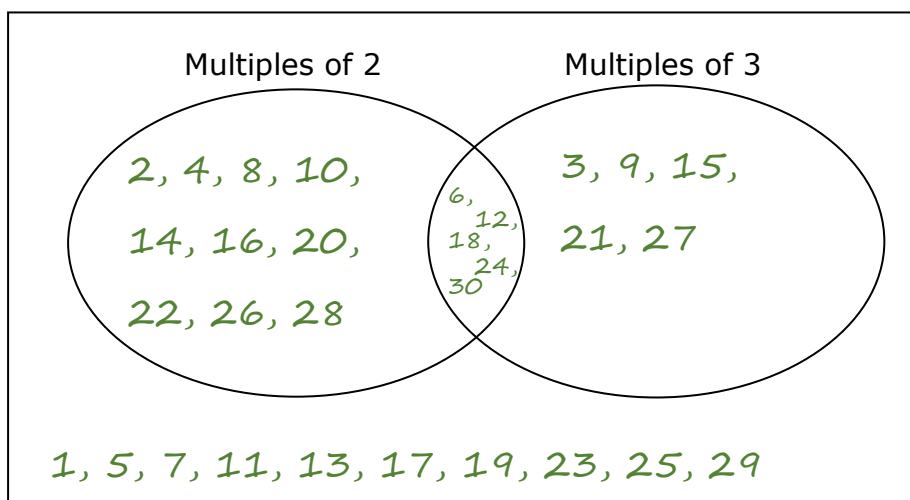 Multiples of 2
Multiples of 3
2, 4, 8, 10,
14, 16, 20,
22, 26, 28
6,
12,
18,
24,
30
3, 9, 15,
21, 27
1, 5, 7, 11, 13, 17, 19, 23, 25, 29